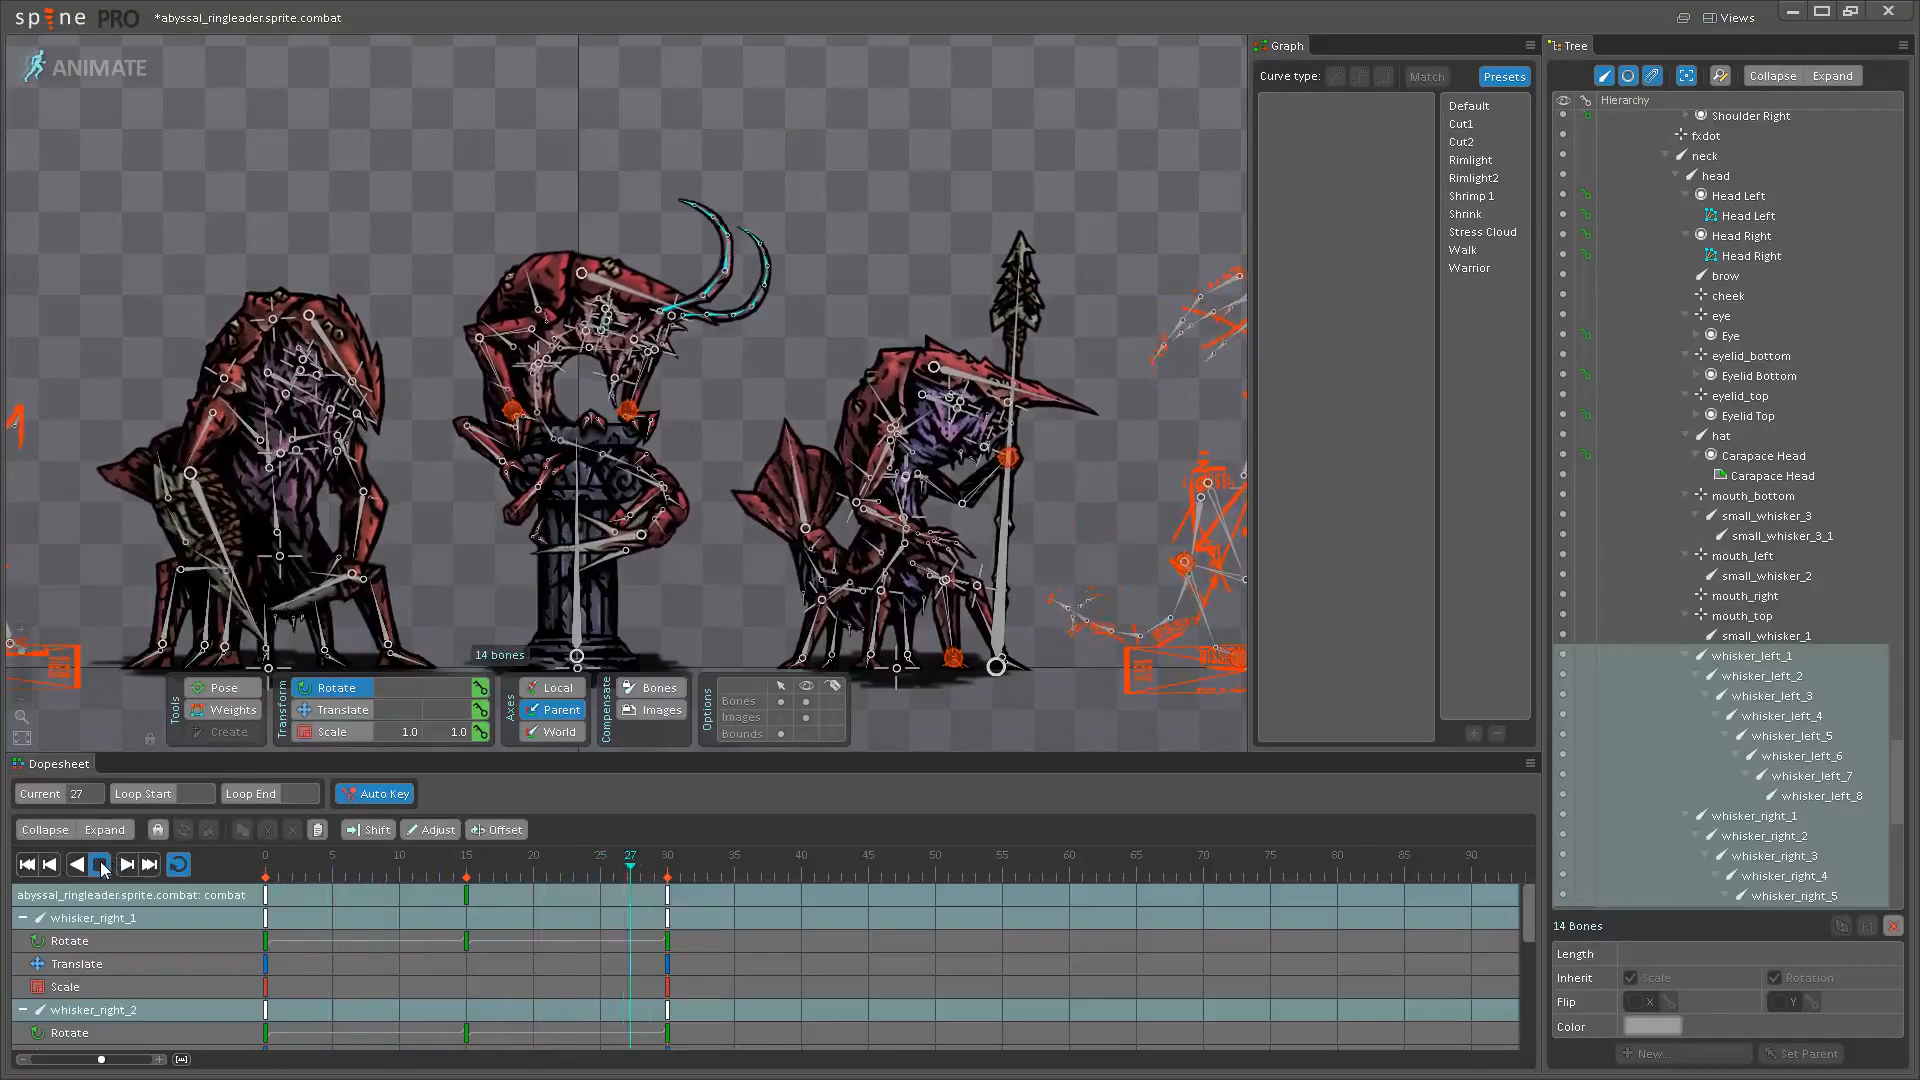 spine PRO
*abyssal_ringleader.sprite.combat
Views
ANIMATE
14 bones
Tools
Pose
Weights
Create
Transform
Rotate
Translate
Scale 1.0 1.0
Axes
Local
Parent
World
Compensate
Bones
Images
Options
Bones
Images
Bounds
Graph
Curve type:
Match
Presets
Default
Cut1
Cut2
Rimlight
Rimlight2
Shrimp 1
Shrink
Stress Cloud
Walk
Warrior
Tree
Collapse Expand
Hierarchy
Shoulder Right
fxdot
neck
head
Head Left
Head Left
Head Right
Head Right
brow
cheek
eye
Eye
eyelid_bottom
Eyelid Bottom
eyelid_top
Eyelid Top
hat
Carapace Head
Carapace Head
mouth_bottom
small_whisker_3
small_whisker_3_1
mouth_left
small_whisker_2
mouth_right
mouth_top
small_whisker_1
whisker_left_1
whisker_left_2
whisker_left_3
whisker_left_4
whisker_left_5
whisker_left_6
whisker_left_7
whisker_left_8
whisker_right_1
whisker_right_2
whisker_right_3
whisker_right_4
whisker_right_5
14 Bones
Length
Inherit Scale Rotation
Flip X Y
Color
New...
Set Parent
Dopesheet
Current 27 Loop Start Loop End Auto Key
Collapse Expand Shift Adjust Offset
0 5 10 15 20 25 27 30 35 40 45 50 55 60 65 70 75 80 85 90
abyssal_ringleader.sprite.combat: combat
whisker_right_1
Rotate
Translate
Scale
whisker_right_2
Rotate